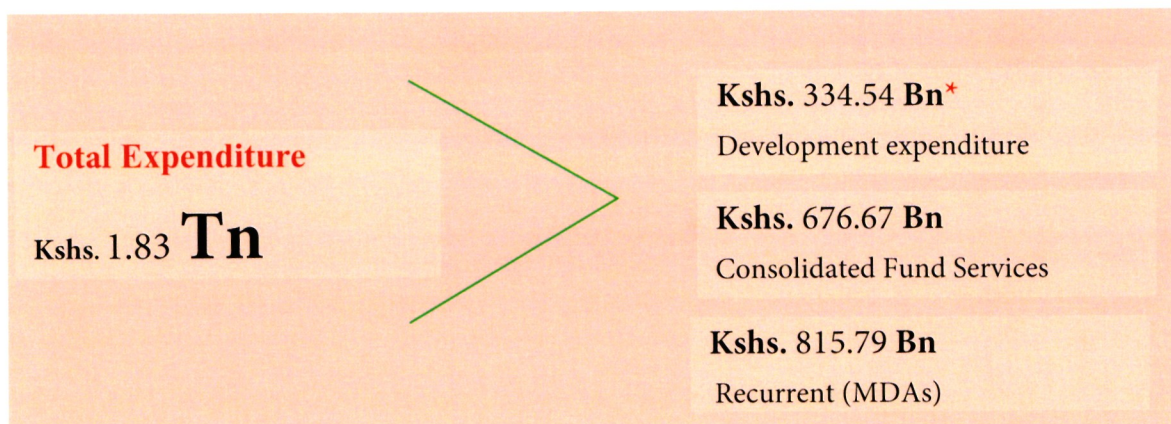 Total Expenditure
Kshs. 1.83 Tn
Kshs. 334.54 Bn*
Development expenditure
Kshs. 676.67 Bn
Consolidated Fund Services
Kshs. 815.79 Bn
Recurrent (MDAs)